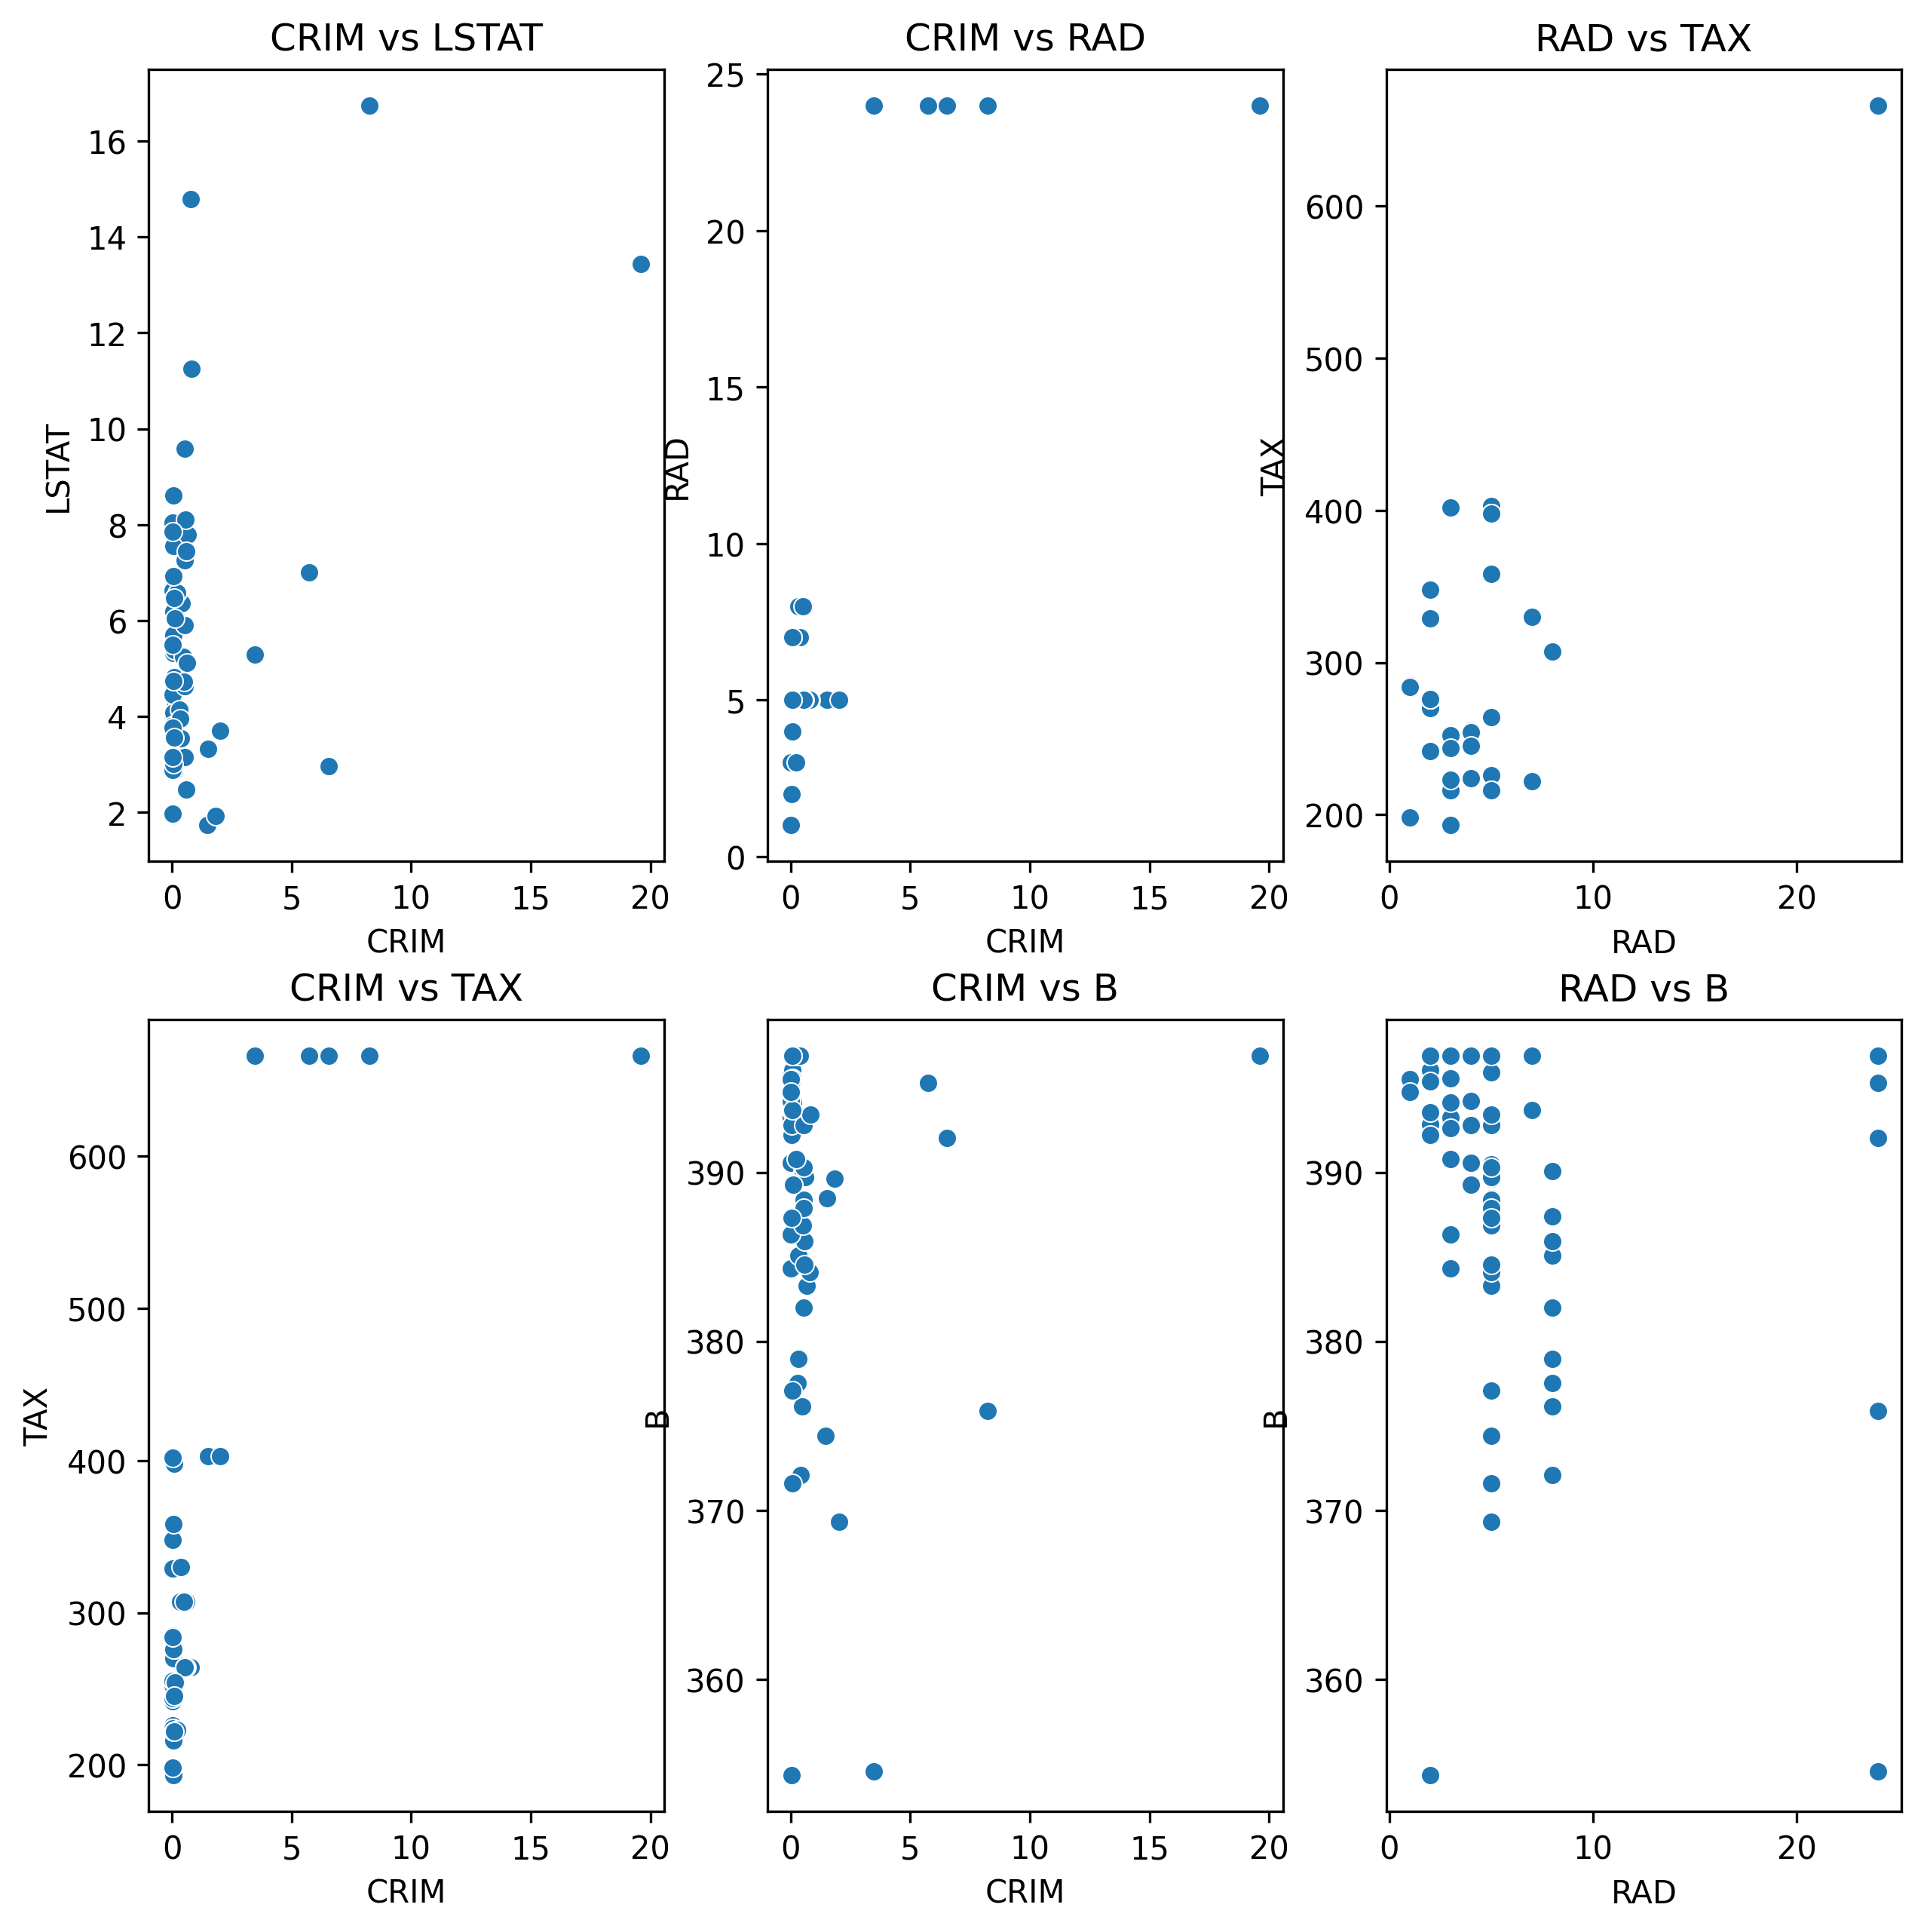 CRIM vs LSTAT
16
14
12
10
8
6
4
2
LSTAT
0 5 10 15 20
CRIM
CRIM vs RAD
25
20
15
10
5
0
RAD
0 5 10 15 20
CRIM
RAD vs TAX
600
500
400
300
200
TAX
0 10 20
RAD
CRIM vs TAX
600
500
400
300
200
TAX
0 5 10 15 20
CRIM
CRIM vs B
390
380
370
360
B
0 5 10 15 20
CRIM
RAD vs B
390
380
370
360
B
0 10 20
RAD